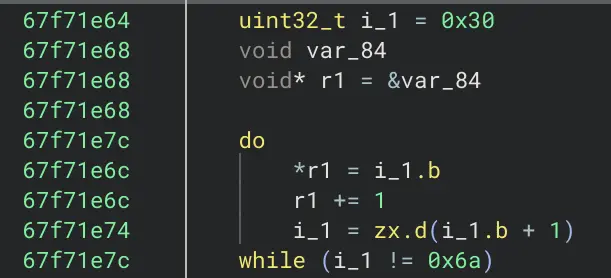 67f71e64 uint32_t i_1 = 0x30
67f71e68 void var_84
67f71e68 void* r1 = &var_84
67f71e68
67f71e7c do
67f71e6c *r1 = i_1.b
67f71e6c r1 += 1
67f71e74 i_1 = zx.d(i_1.b + 1)
67f71e7c while (i_1 != 0x6a)